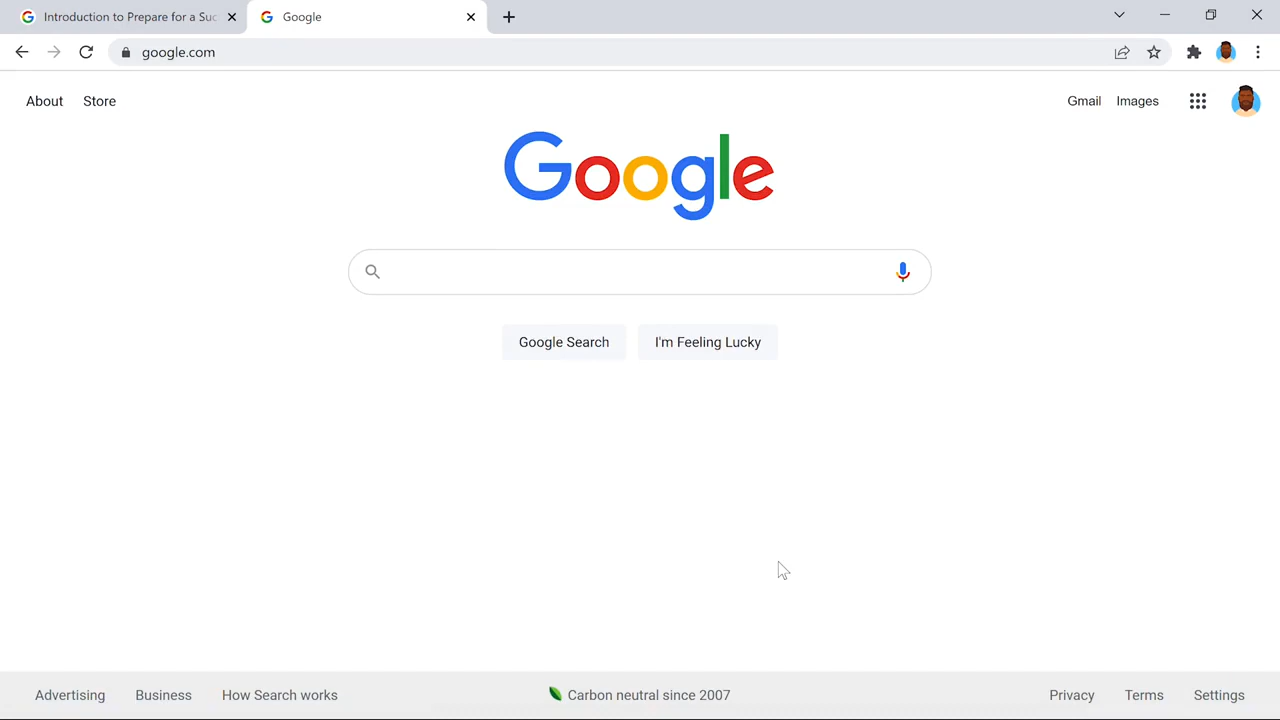 Introduction to Prepare for a Suc
Google
google.com
About Store
Gmail Images
Google
Google Search I'm Feeling Lucky
Advertising Business How Search works
Carbon neutral since 2007
Privacy Terms Settings